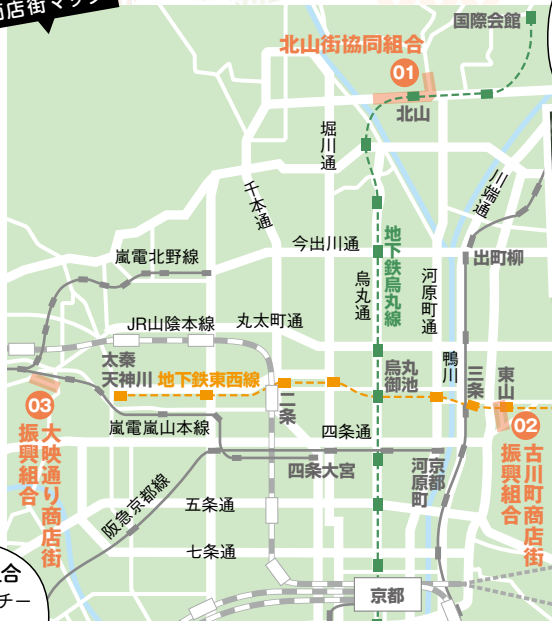 店街マップ
国際会館
北山街協同組合
01
北山
堀川通
千本通
川端通
今出川通
地下鉄烏丸線
出町柳
嵐電北野線
烏丸通
河原町通
JR山陰本線
丸太町通
太秦
天神川
地下鉄東西線
烏丸
御池
鴨川
三条
東山
二条
03
大映通り商店街
振興組合
嵐電嵐山本線
四条通
02
古川町商店街
振興組合
四条大宮
京都
河原町
阪急京都線
五条通
七条通
合
チー
京都